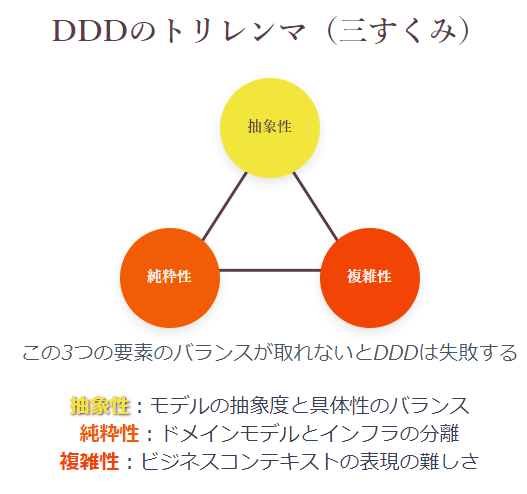 DDDのトリレンマ（三すくみ）
抽象性
純粋性
複雑性
この3つの要素のバランスが取れないとDDDは失敗する
抽象性：モデルの抽象度と具体性のバランス
純粋性：ドメインモデルとインフラの分離
複雑性：ビジネスコンテキストの表現の難しさ